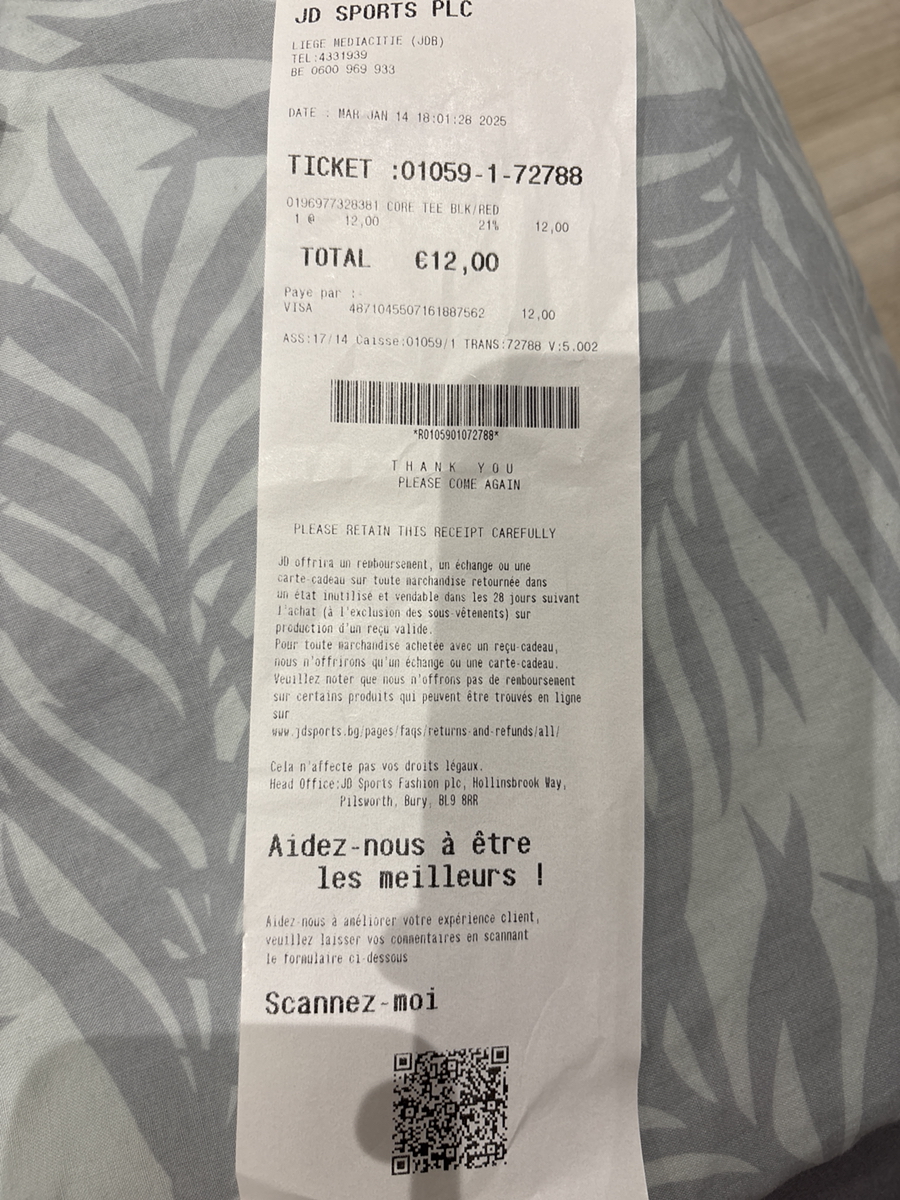 JD SPORTS PLC
LIEGE MEDIACITIE (JDB)
TEL:4331939
BE 0600 969 933
DATE : MAR JAN 14 18:01:28 2025
TICKET :01059-1-72788
0196977328381 CORE TEE BLK/RED
1 @ 12,00 21% 12,00
TOTAL €12,00
Paye par :-
VISA 4871045507161887562 12,00
ASS:17/14 Caisse:01059/1 TRANS:72788 V:5.002
*R0105901072788*
THANK YOU
PLEASE COME AGAIN
PLEASE RETAIN THIS RECEIPT CAREFULLY
JD offrira un remboursement, un échange ou une
carte-cadeau sur toute marchandise retournée dans
un état inutilisé et vendable dans les 28 jours suivant
l'achat (à l'exclusion des sous-vêtements) sur
production d'un reçu valide.
Pour toute marchandise achetée avec un reçu-cadeau,
nous n'offrirons qu'un échange ou une carte-cadeau.
Veuillez noter que nous n'offrons pas de remboursement
sur certains produits qui peuvent être trouvés en ligne
sur
www.jdsports.bg/pages/faqs/returns-and-refunds/all/
Cela n'affecte pas vos droits légaux.
Head Office:JD Sports Fashion plc, Hollinsbrook Way,
Pilsworth, Bury, BL9 8RR
Aidez-nous à être
les meilleurs !
Aidez-nous à améliorer votre expérience client,
veuillez laisser vos commentaires en scannant
le formulaire ci-dessous
Scannez-moi